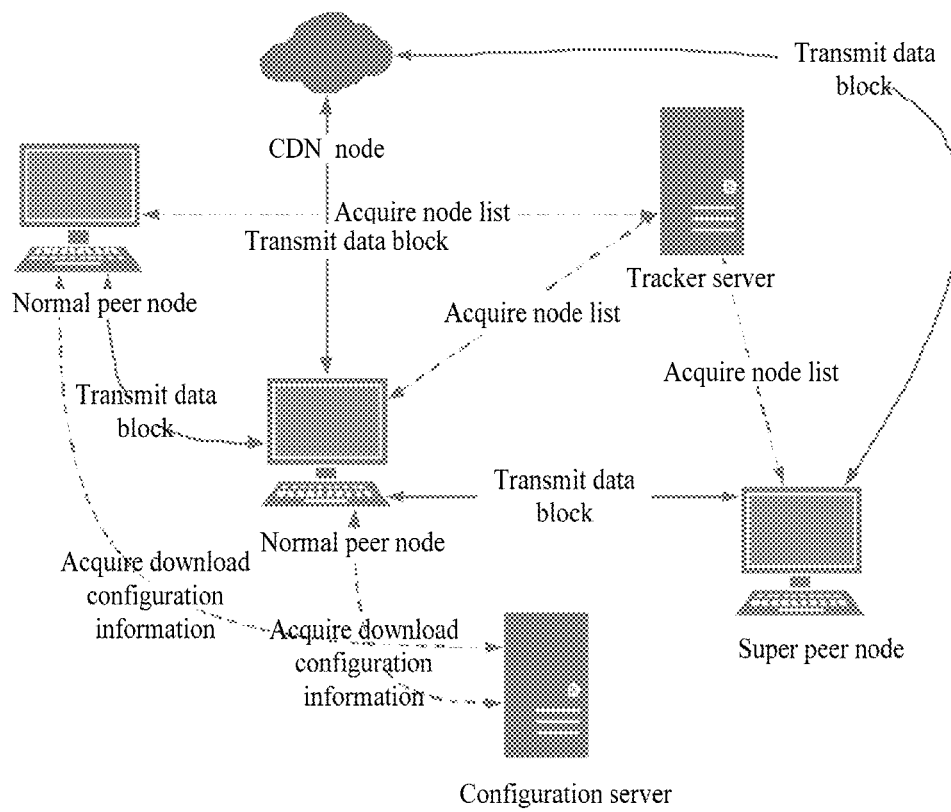 Transmit data
block
CDN node
Acquire node list
Transmit data block
Tracker server
Normal peer node
Acquire node list
Acquire node list
Transmit data
block
Transmit data
block
Normal peer node
Acquire download
configuration
information
Acquire download
configuration
information
Super peer node
Configuration server